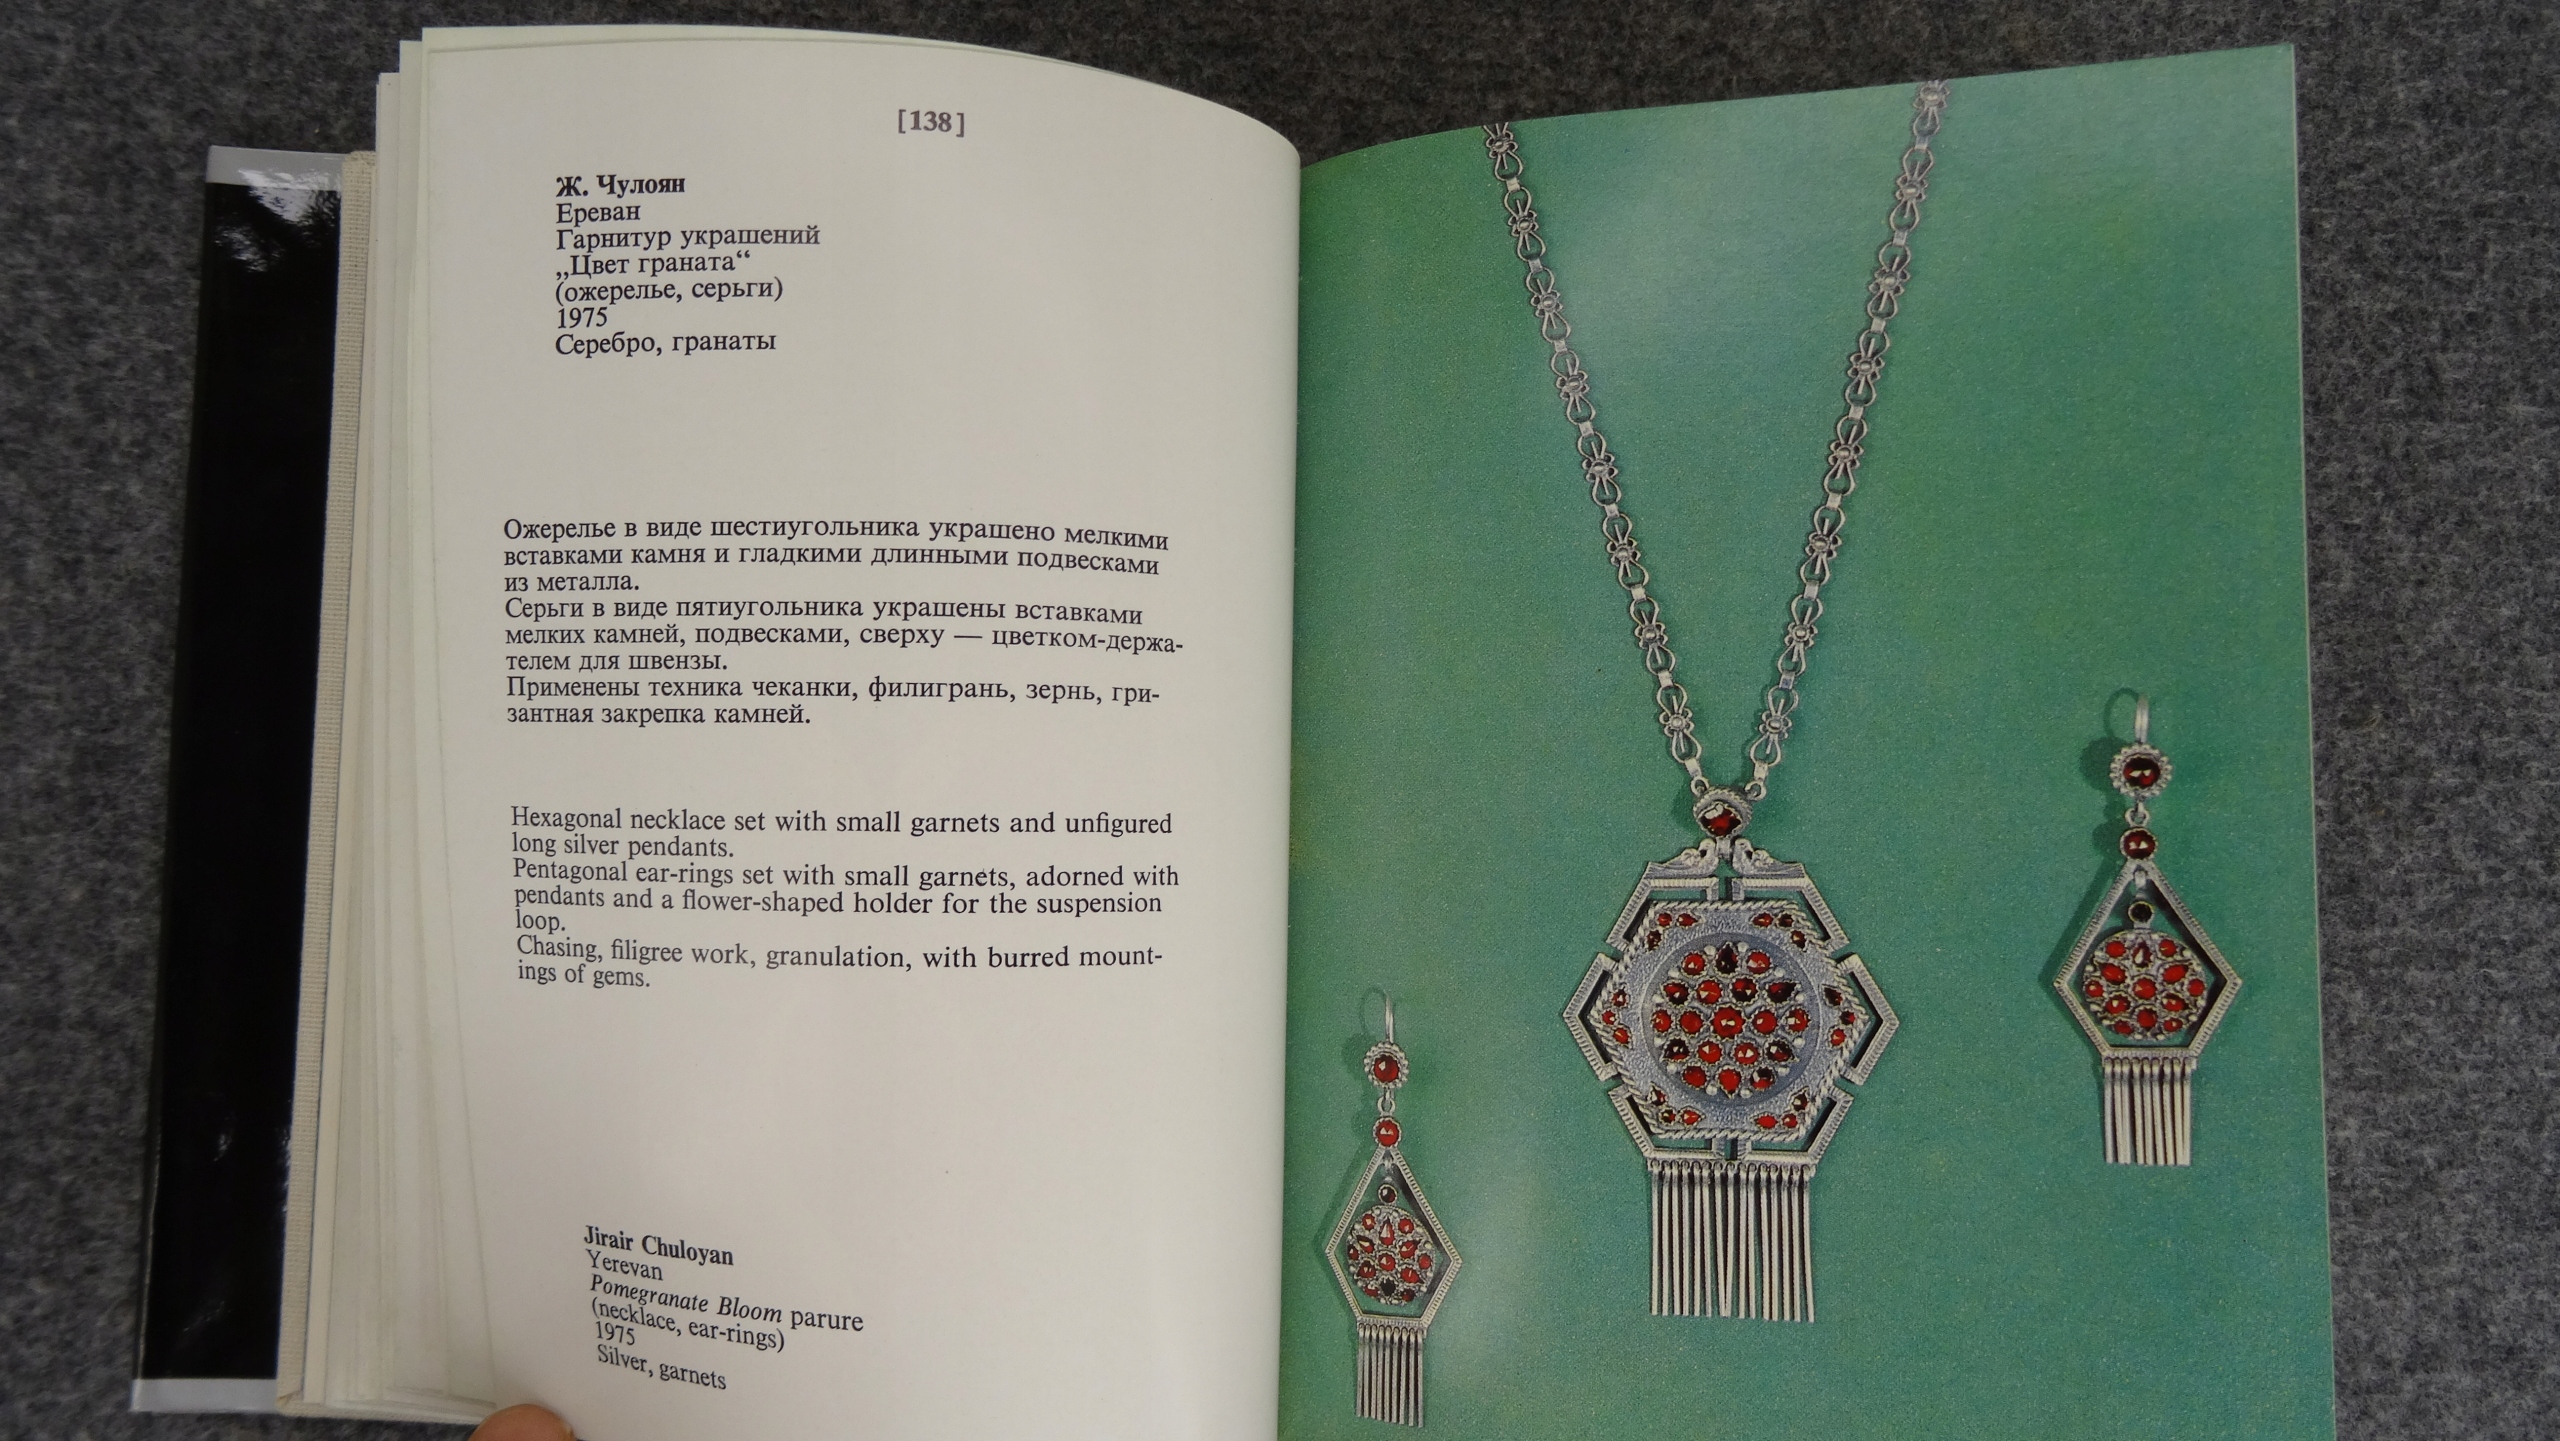 [138]
Ж. Чулоян
Ереван
Гарнитур украшений
„Цвет граната“
(ожерелье, серьги)
1975
Серебро, гранаты
Ожерелье в виде шестиугольника украшено мелкими
вставками камня и гладкими длинными подвесками
из металла.
Серьги в виде пятиугольника украшены вставками
мелких камней, подвесками, сверху — цветком-держа-
телем для швензы.
Применены техника чеканки, филигрань, зернь, гри-
зантная закрепка камней.
Hexagonal necklace set with small garnets and unfigured
long silver pendants.
Pentagonal ear-rings set with small garnets, adorned with
pendants and a flower-shaped holder for the suspension
loop.
Chasing, filigree work, granulation, with burred mount-
ings of gems.
Jirair Chuloyan
Yerevan
Pomegranate Bloom parure
(necklace, ear-rings)
1975
Silver, garnets